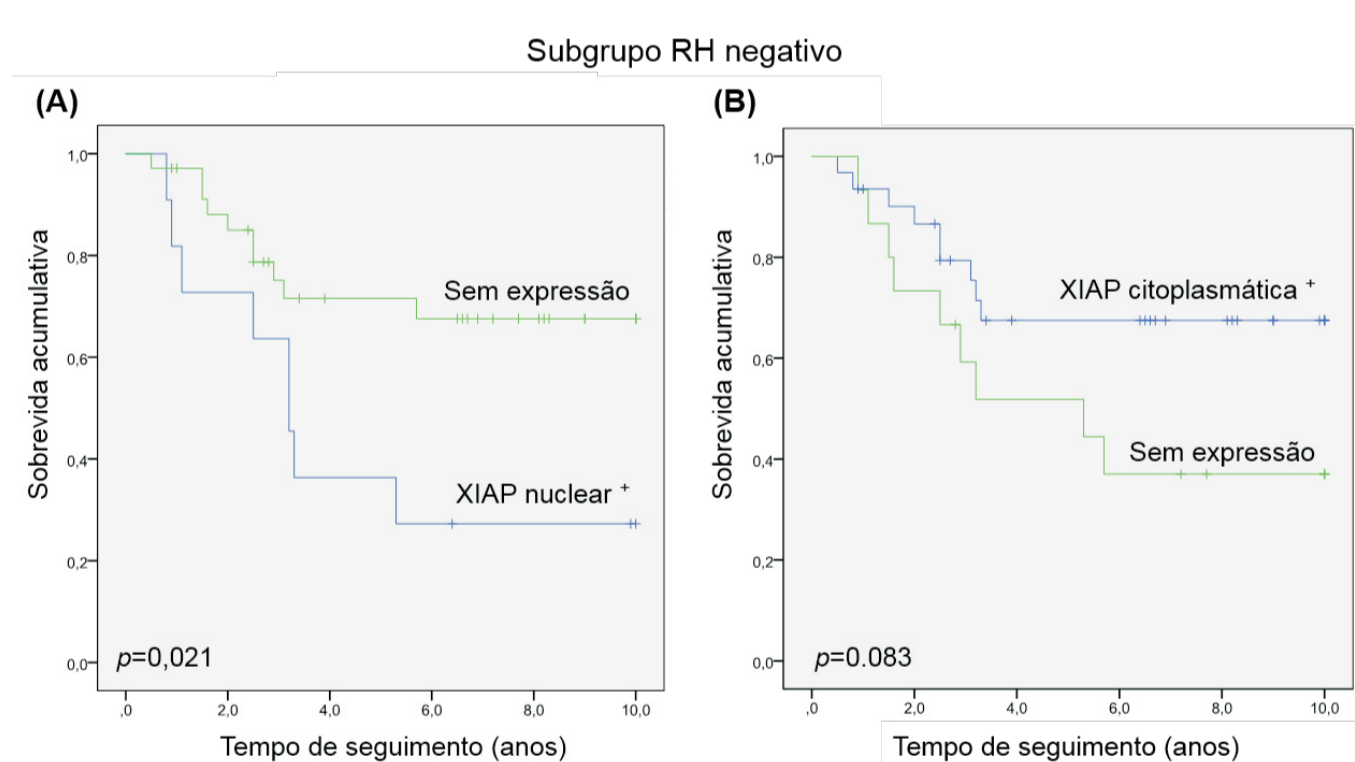 Subgrupo RH negativo
(A)
Sobrevida acumulativa
1,0
0,8
0,6
0,4
0,2
0,0
Sem expressão
XIAP nuclear +
p=0,021
,0 2,0 4,0 6,0 8,0 10,0
Tempo de seguimento (anos)
(B)
Sobrevida acumulativa
1,0
0,8
0,6
0,4
0,2
0,0
XIAP citoplasmática +
Sem expressão
p=0.083
,0 2,0 4,0 6,0 8,0 10,0
Tempo de seguimento (anos)